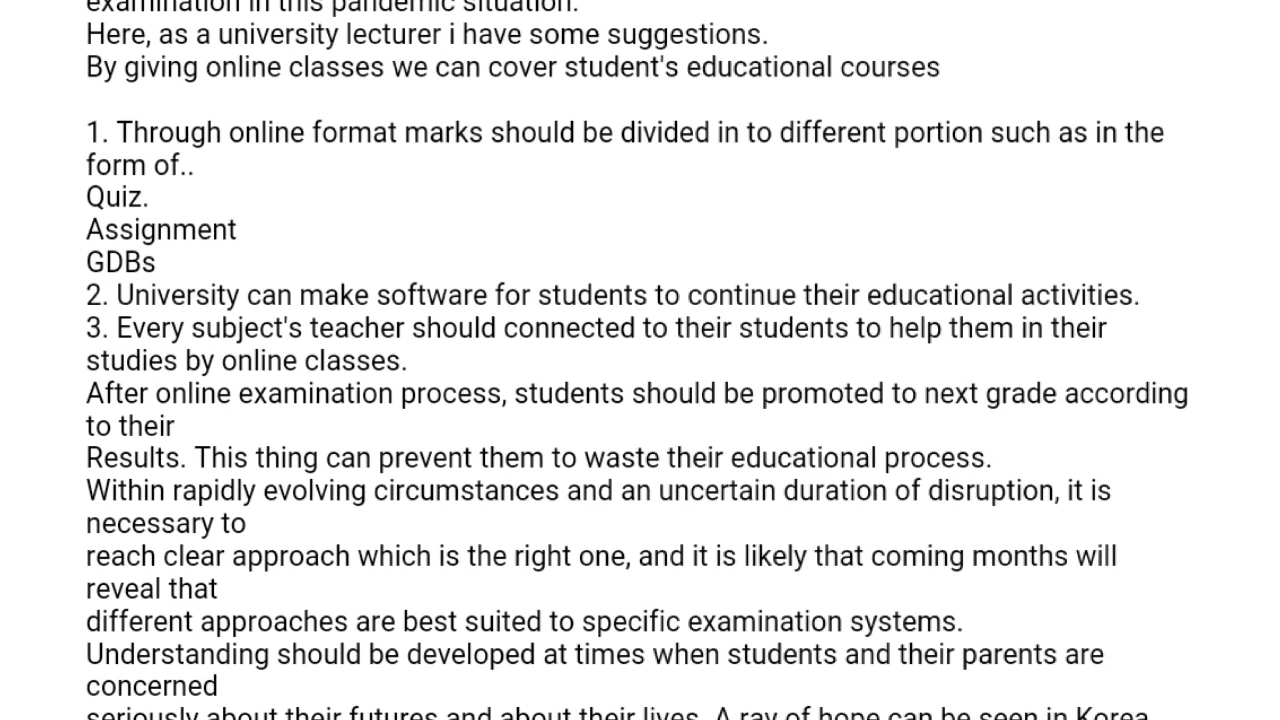 examination in this pandemic situation.
Here, as a university lecturer i have some suggestions.
By giving online classes we can cover student's educational courses
1. Through online format marks should be divided in to different portion such as in the
form of..
Quiz.
Assignment
GDBs
2. University can make software for students to continue their educational activities.
3. Every subject's teacher should connected to their students to help them in their
studies by online classes.
After online examination process, students should be promoted to next grade according
to their
Results. This thing can prevent them to waste their educational process.
Within rapidly evolving circumstances and an uncertain duration of disruption, it is
necessary to
reach clear approach which is the right one, and it is likely that coming months will
reveal that
different approaches are best suited to specific examination systems.
Understanding should be developed at times when students and their parents are
concerned
seriously about their futures and about their lives. A ray of hope can be seen in Korea